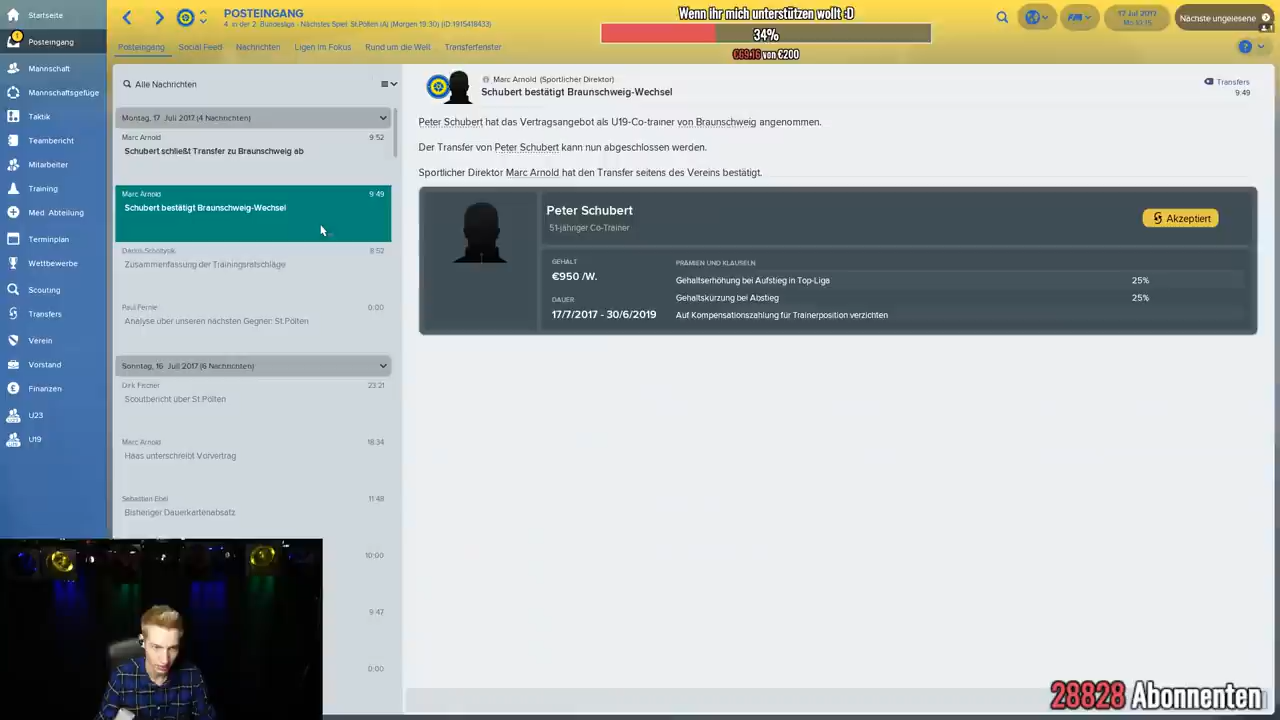 Startseite
Posteingang
Mannschaft
Mannschaftsgefüge
Taktik
Teambericht
Mitarbeiter
Training
Med. Abteilung
Terminplan
Wettbewerbe
Scouting
Transfers
Verein
Vorstand
Finanzen
U23
U19
POSTEINGANG
4. in der 2. Bundesliga - Nächstes Spiel: St.Pölten (A) (Morgen 19:30) (ID:1915418433)
Posteingang Social Feed Nachrichten Ligen im Fokus Rund um die Welt Transferfenster
Wenn ihr mich unterstützen wollt :D
34%
€69.16 von €200
17 Jul 2017
Mo 10:15
Nächste ungelesene
Alle Nachrichten
Montag, 17 Juli 2017 (4 Nachrichten)
Marc Arnold 9:52
Schubert schließt Transfer zu Braunschweig ab
Marc Arnold 9:49
Schubert bestätigt Braunschweig-Wechsel
8:52
Zusammenfassung der Trainingsratschläge
Paul Fernie 0:00
Analyse über unseren nächsten Gegner: St.Pölten
Sonntag, 16 Juli 2017 (6 Nachrichten)
Dirk Fischer 23:21
Scoutbericht über St.Pölten
Marc Arnold 18:34
Haas unterschreibt Vorvertrag
Sebastian Ebel 11:48
Bisheriger Dauerkartenabsatz
10:00
9:47
0:00
Marc Arnold (Sportlicher Direktor)
Schubert bestätigt Braunschweig-Wechsel
Transfers
9:49
Peter Schubert hat das Vertragsangebot als U19-Co-trainer von Braunschweig angenommen.
Der Transfer von Peter Schubert kann nun abgeschlossen werden.
Sportlicher Direktor Marc Arnold hat den Transfer seitens des Vereins bestätigt.
Peter Schubert
51-jähriger Co-Trainer
Akzeptiert
GEHALT
€950 /W.
DAUER
17/7/2017 - 30/6/2019
PRÄMIEN UND KLAUSELN
Gehaltserhöhung bei Aufstieg in Top-Liga 25%
Gehaltskürzung bei Abstieg 25%
Auf Kompensationszahlung für Trainerposition verzichten
28828 Abonnenten